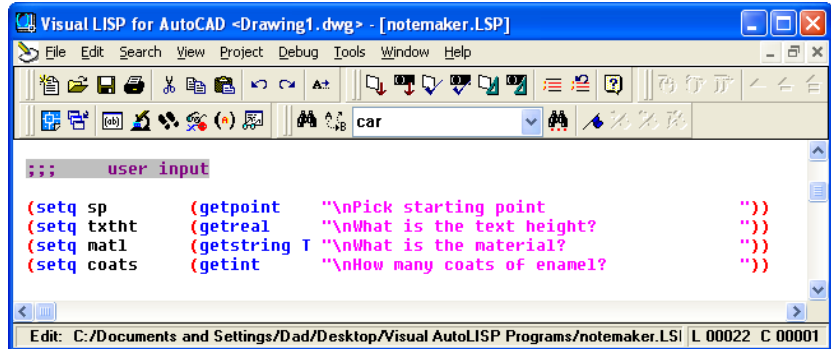 Visual LISP for AutoCAD <Drawing1.dwg> - [notemaker.LSP]
File Edit Search View Project Debug Tools Window Help
car
;;; user input
(setq sp (getpoint "\nPick starting point "))
(setq txtht (getreal "\nWhat is the text height? "))
(setq matl (getstring T "\nWhat is the material? "))
(setq coats (getint "\nHow many coats of enamel? "))
Edit: C:/Documents and Settings/Dad/Desktop/Visual AutoLISP Programs/notemaker.LSI L 00022 C 00001